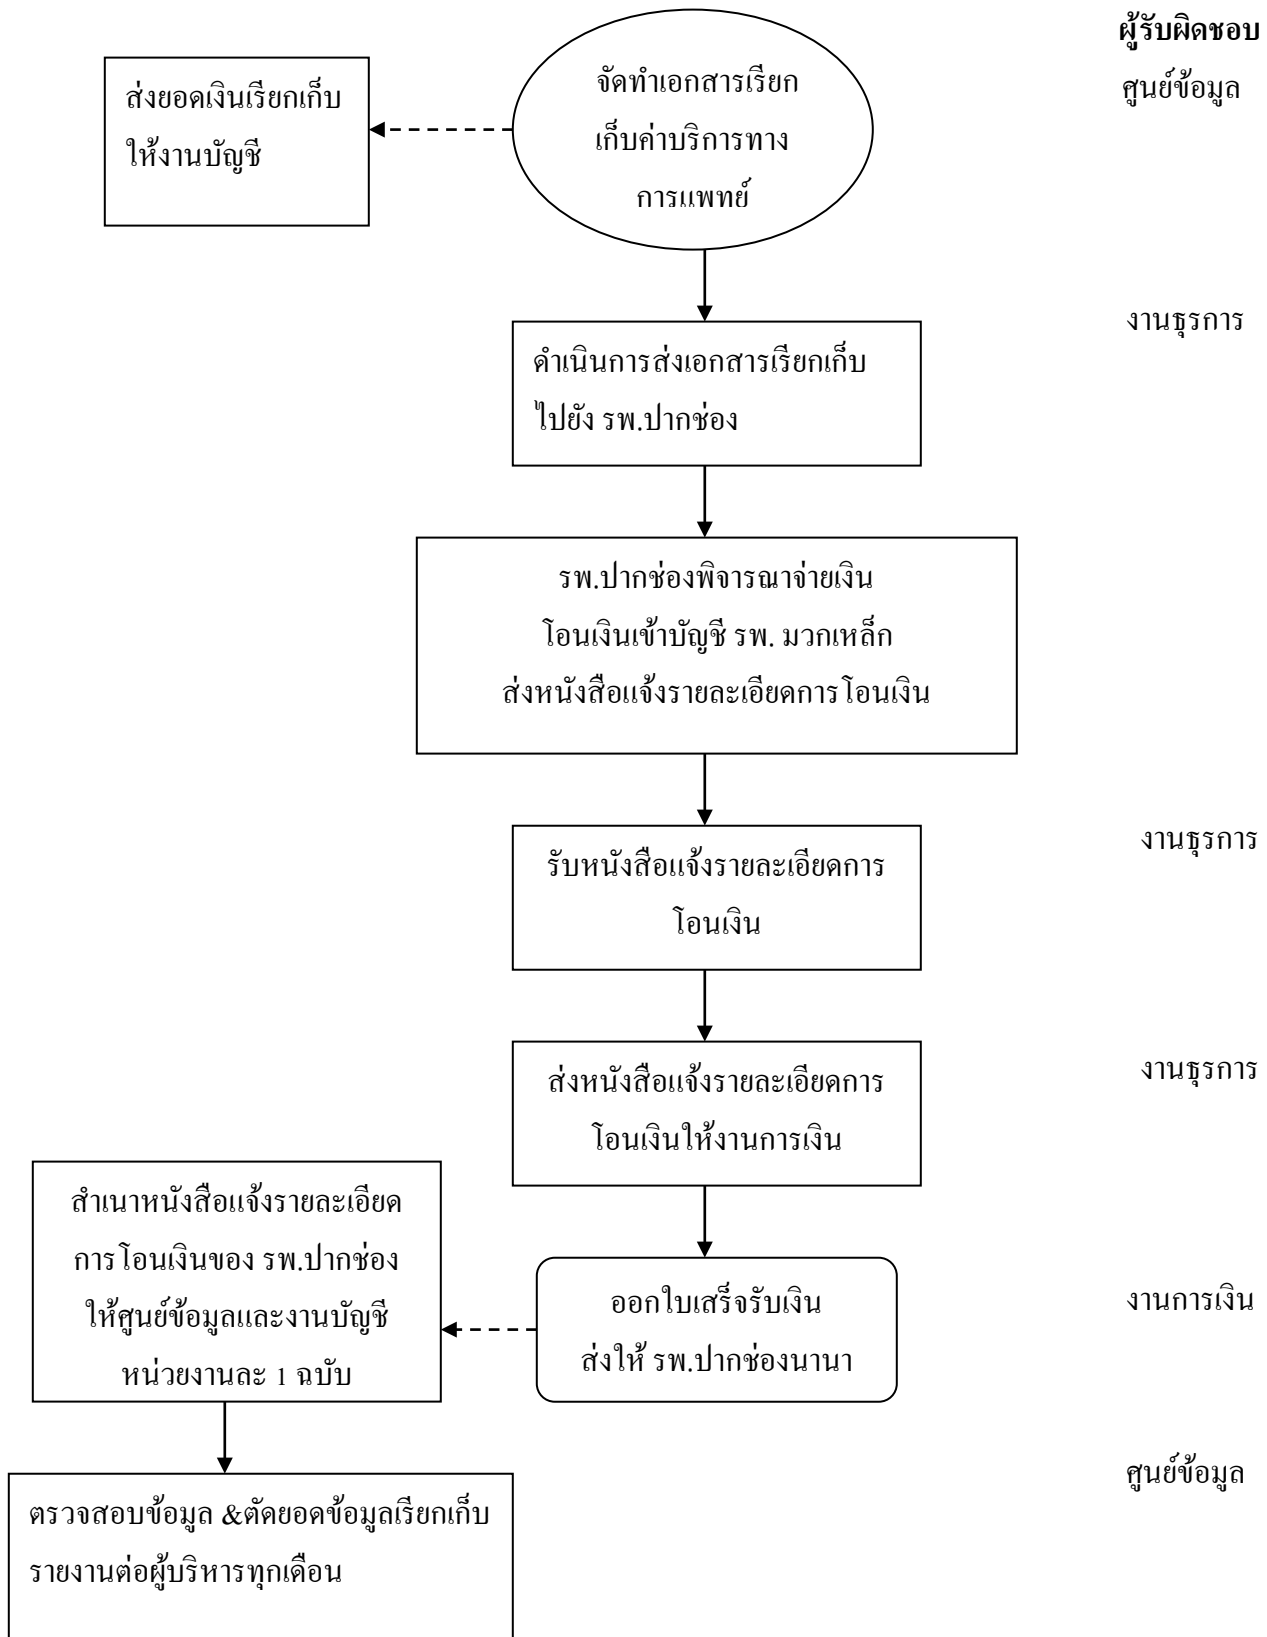 ผู้รับผิดชอบ
ส่งยอดเงินเรียกเก็บ
ให้งานบัญชี
จัดทำเอกสารเรียก
เก็บค่าบริการทาง
การแพทย์
ศูนย์ข้อมูล
ดำเนินการส่งเอกสารเรียกเก็บ
ไปยัง รพ.ปากช่อง
งานธุรการ
รพ.ปากช่องพิจารณาจ่ายเงิน
โอนเงินเข้าบัญชี รพ. มวกเหล็ก
ส่งหนังสือแจ้งรายละเอียดการโอนเงิน
รับหนังสือแจ้งรายละเอียดการ
โอนเงิน
งานธุรการ
ส่งหนังสือแจ้งรายละเอียดการ
โอนเงินให้งานการเงิน
งานธุรการ
ออกใบเสร็จรับเงิน
ส่งให้ รพ.ปากช่องนานา
งานการเงิน
สำเนาหนังสือแจ้งรายละเอียด
การโอนเงินของ รพ.ปากช่อง
ให้ศูนย์ข้อมูลและงานบัญชี
หน่วยงานละ 1 ฉบับ
ตรวจสอบข้อมูล &ตัดยอดข้อมูลเรียกเก็บ
รายงานต่อผู้บริหารทุกเดือน
ศูนย์ข้อมูล